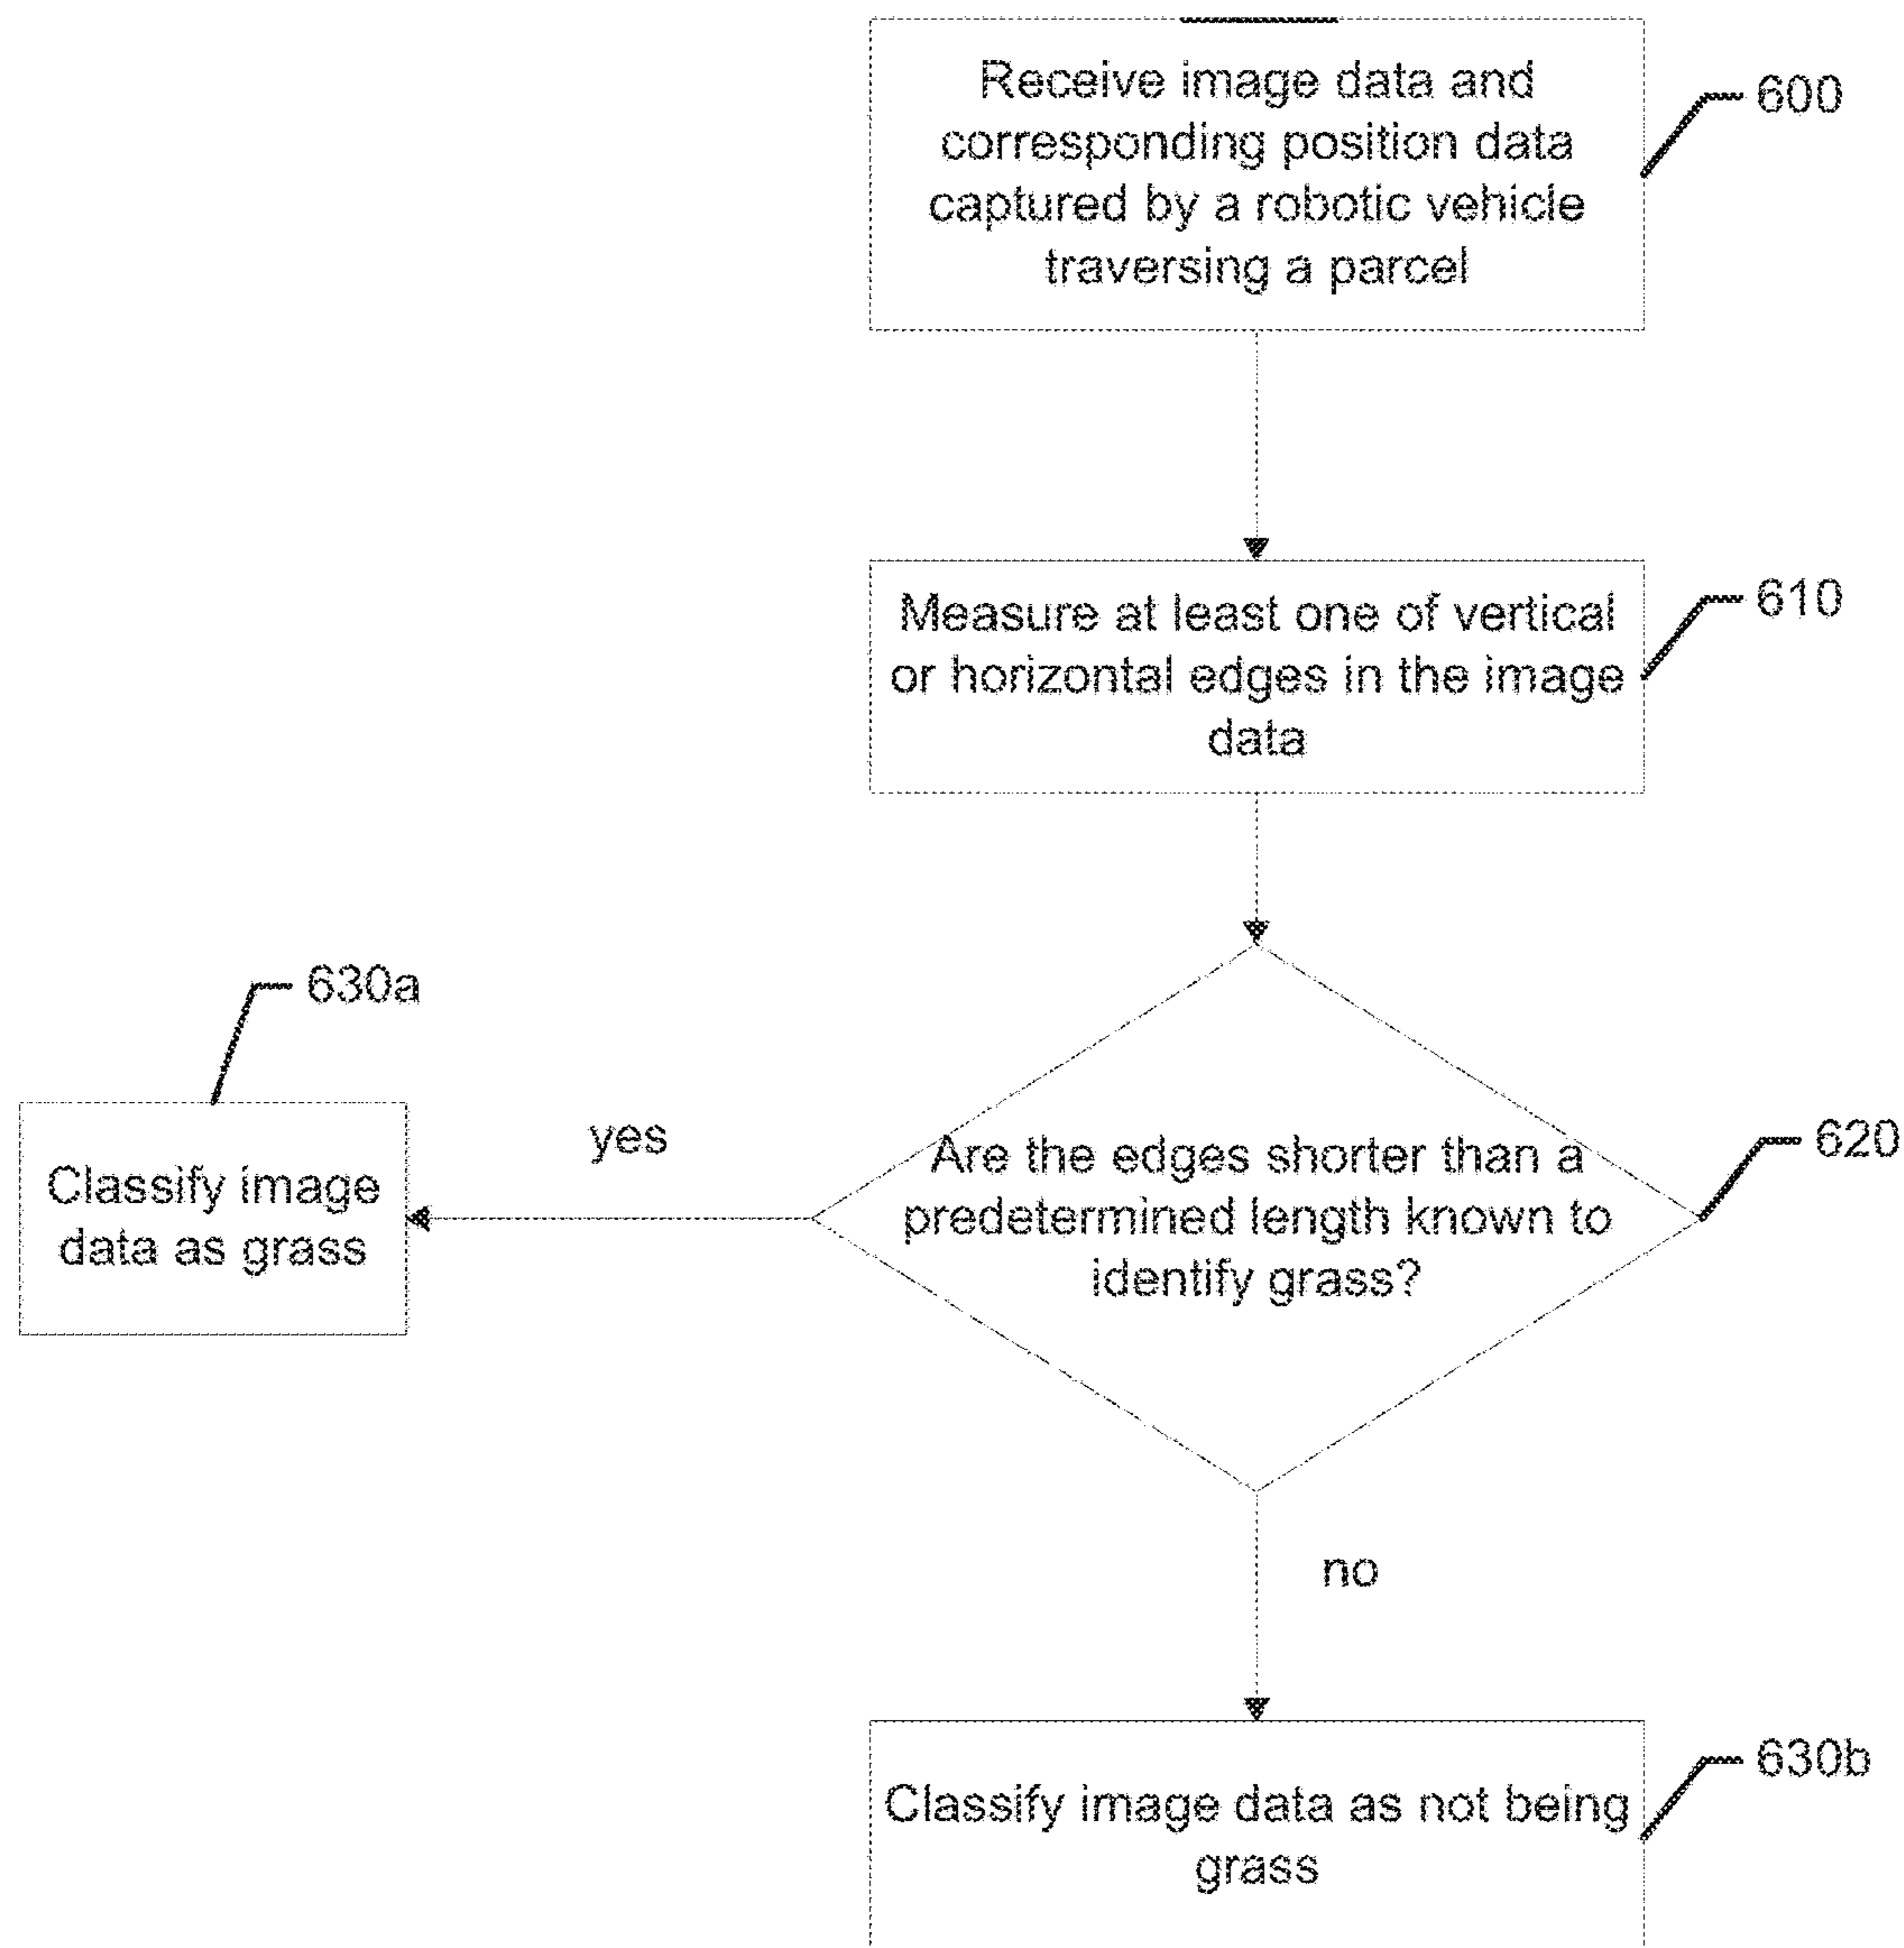 Receive image data and
corresponding position data
captured by a robotic vehicle
traversing a parcel
600
Measure at least one of vertical
or horizontal edges in the image
data
610
630a
Classify image
data as grass
yes
Are the edges shorter than a
predetermined length known to
identify grass?
620
no
Classify image data as not being
grass
630b